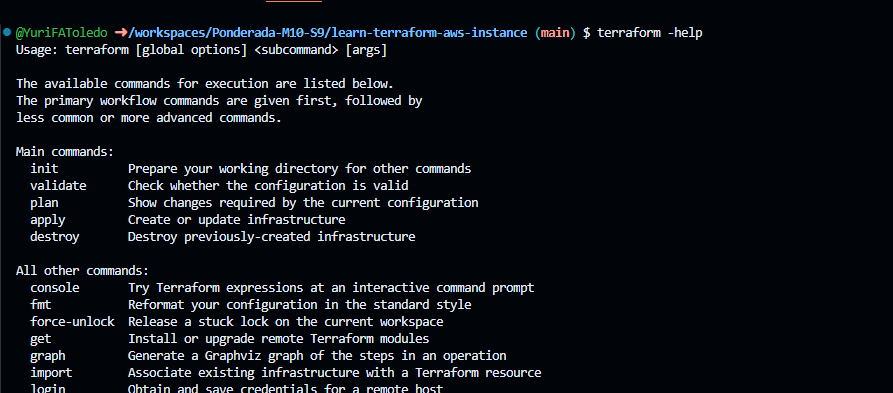 @YuriFAToledo ➜/workspaces/Ponderada-M10-S9/learn-terraform-aws-instance (main) $ terraform -help
Usage: terraform [global options] <subcommand> [args]
The available commands for execution are listed below.
The primary workflow commands are given first, followed by
less common or more advanced commands.
Main commands:
  init          Prepare your working directory for other commands
  validate      Check whether the configuration is valid
  plan          Show changes required by the current configuration
  apply         Create or update infrastructure
  destroy       Destroy previously-created infrastructure
All other commands:
  console       Try Terraform expressions at an interactive command prompt
  fmt           Reformat your configuration in the standard style
  force-unlock  Release a stuck lock on the current workspace
  get           Install or upgrade remote Terraform modules
  graph         Generate a Graphviz graph of the steps in an operation
  import        Associate existing infrastructure with a Terraform resource
  login         Obtain and save credentials for a remote host